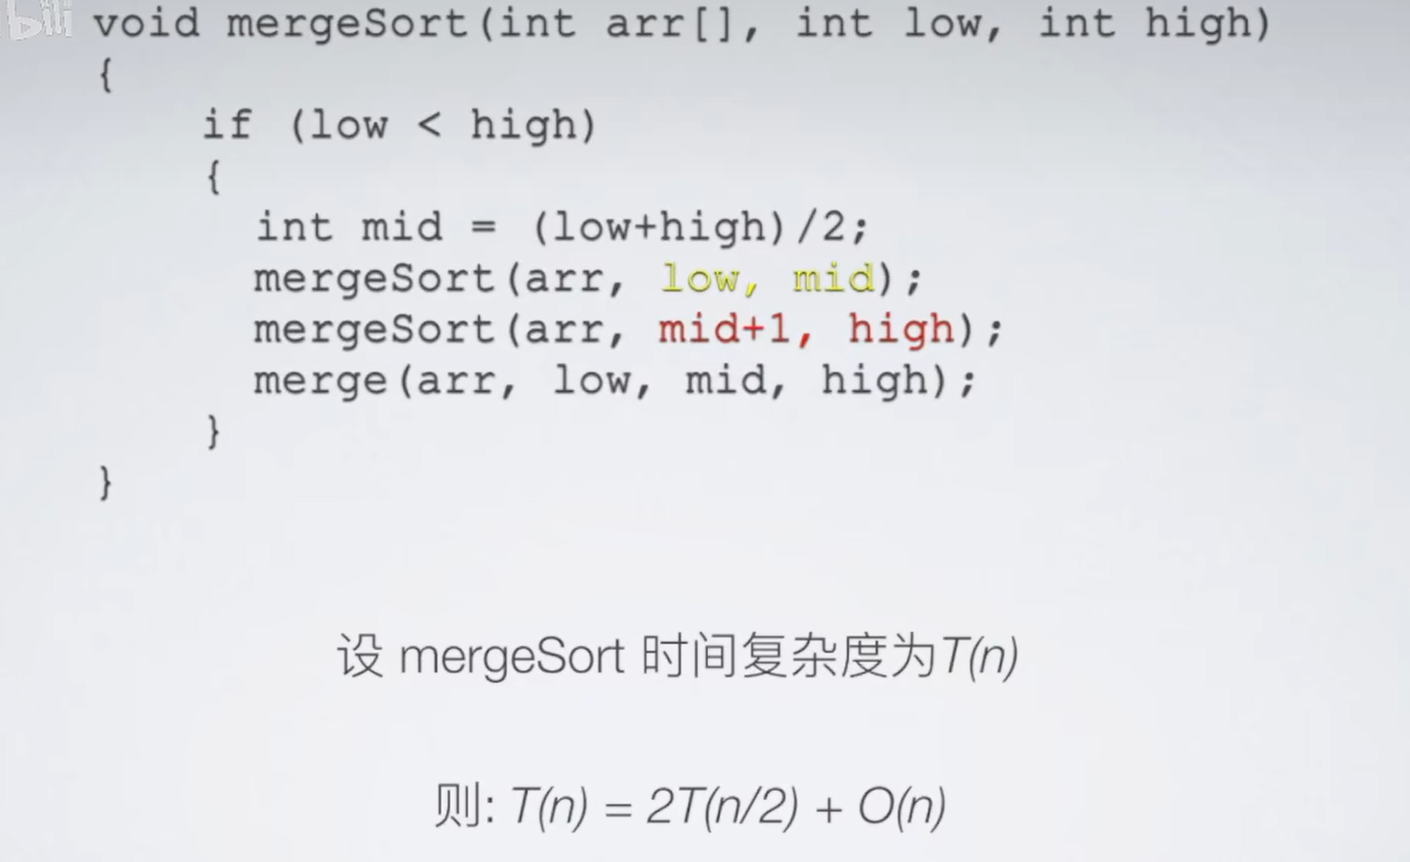 bili
void mergeSort(int arr[], int low, int high)
{
if (low < high)
{
int mid = (low+high)/2;
mergeSort(arr, low, mid);
mergeSort(arr, mid+1, high);
merge(arr, low, mid, high);
}
}
设 mergeSort 时间复杂度为T(n)
则: T(n) = 2T(n/2) + O(n)